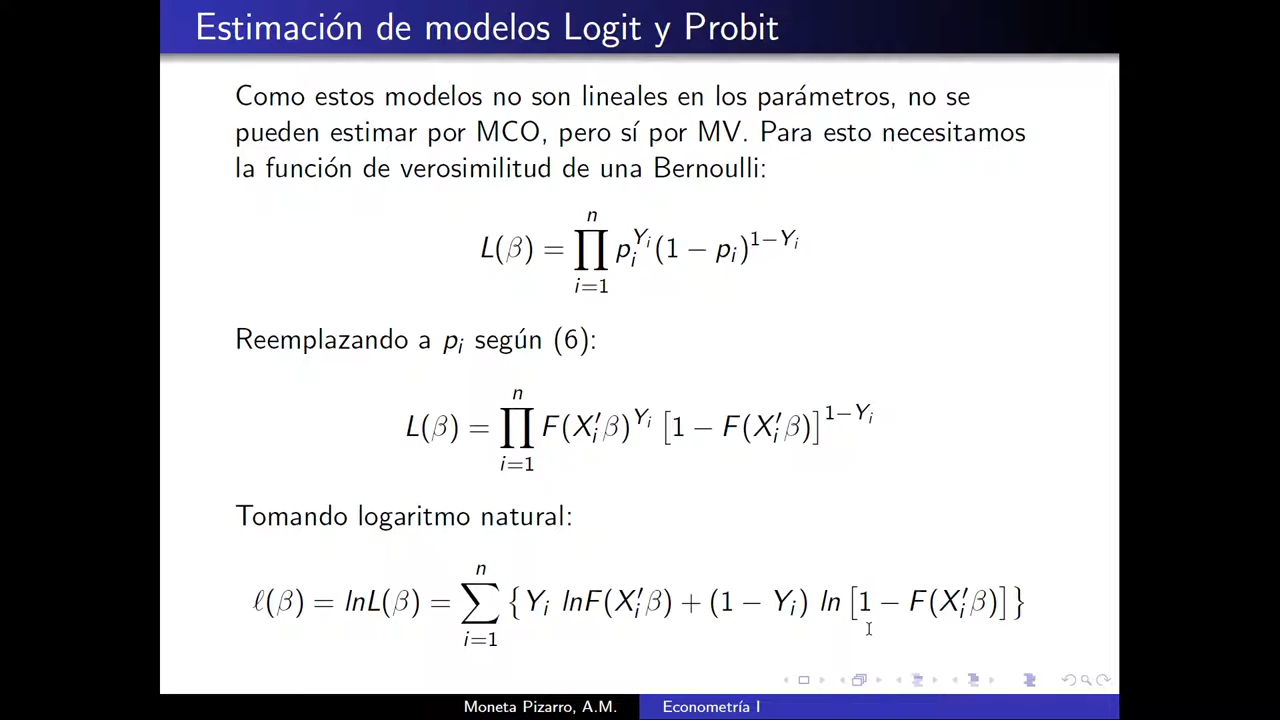 Estimación de modelos Logit y Probit
Como estos modelos no son lineales en los parámetros, no se
pueden estimar por MCO, pero sí por MV. Para esto necesitamos
la función de verosimilitud de una Bernoulli:
L(β) = ∏_{i=1}^{n} p_i^{Y_i}(1 − p_i)^{1−Y_i}
Reemplazando a p_i según (6):
L(β) = ∏_{i=1}^{n} F(X_i′β)^{Y_i} [1 − F(X_i′β)]^{1−Y_i}
Tomando logaritmo natural:
ℓ(β) = lnL(β) = ∑_{i=1}^{n} {Y_i lnF(X_i′β) + (1 − Y_i) ln [1 − F(X_i′β)]}
Moneta Pizarro, A.M. Econometría I